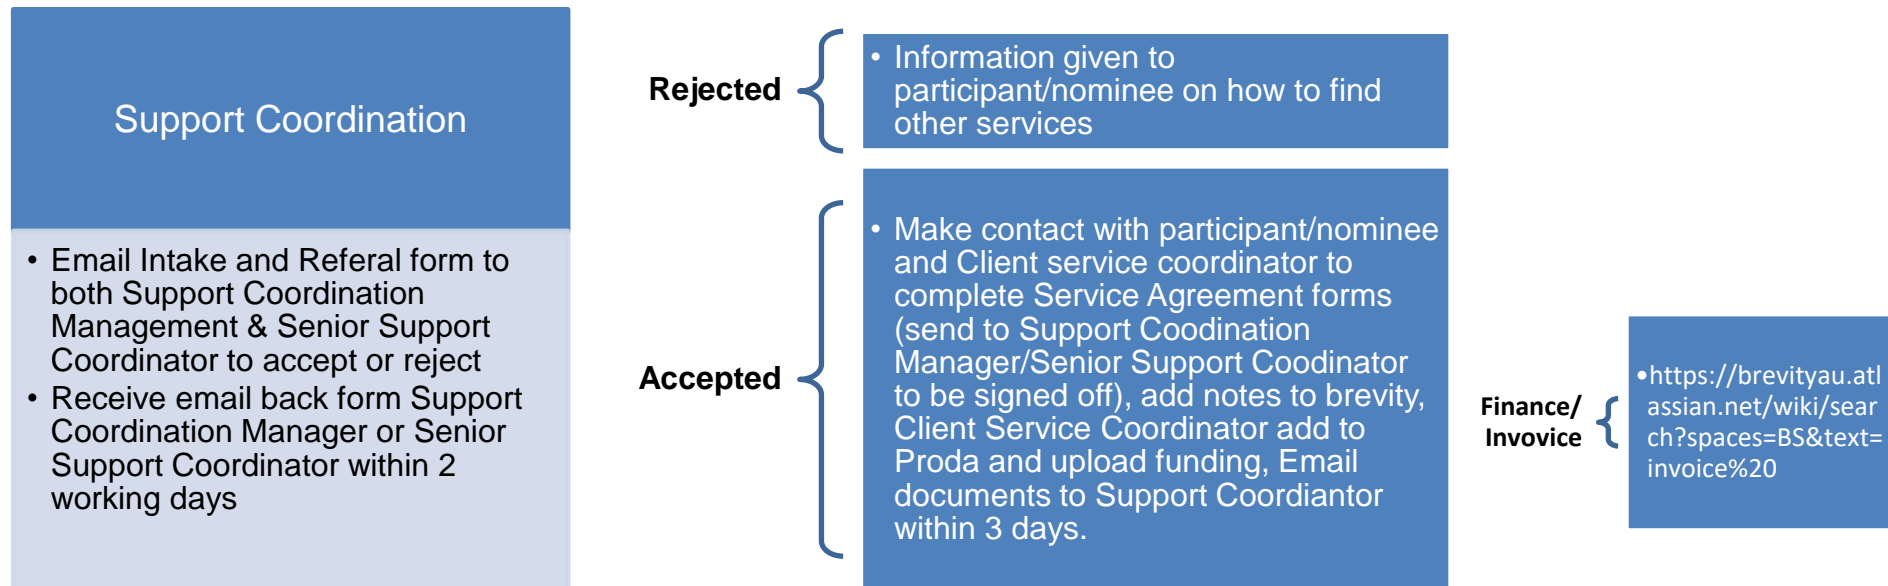 Support Coordination
• Email Intake and Referal form to
both Support Coordination
Management & Senior Support
Coordinator to accept or reject
• Receive email back form Support
Coordination Manager or Senior
Support Coordinator within 2
working days
Rejected
• Information given to
participant/nominee on how to find
other services
Accepted
• Make contact with participant/nominee
and Client service coordinator to
complete Service Agreement forms
(send to Support Coodination
Manager/Senior Support Coodinator
to be signed off), add notes to brevity,
Client Service Coordinator add to
Proda and upload funding, Email
documents to Support Coordiantor
within 3 days.
Finance/
Invovice
•https://brevityau.atl
assian.net/wiki/sear
ch?spaces=BS&text=
invoice%20